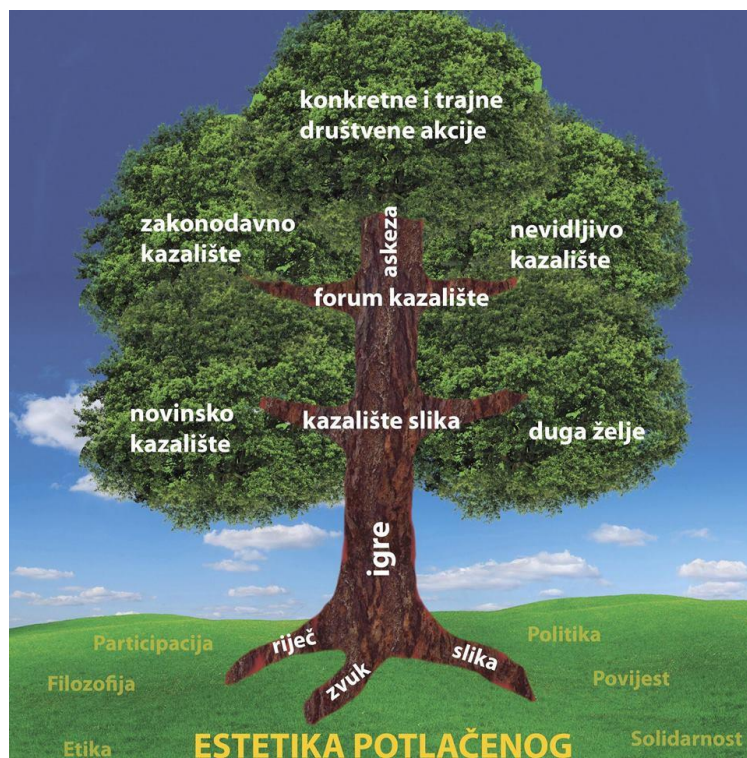 konkretne i trajne
društvene akcije
askeza
zakonodavno
kazalište
nevidljivo
kazalište
forum kazalište
novinsko
kazalište
kazalište slika
duga želje
igre
riječ
zvuk
slika
Participacija
Politika
Filozofija
Povijest
Etika
ESTETIKA POTLAČENOG
Solidarnost